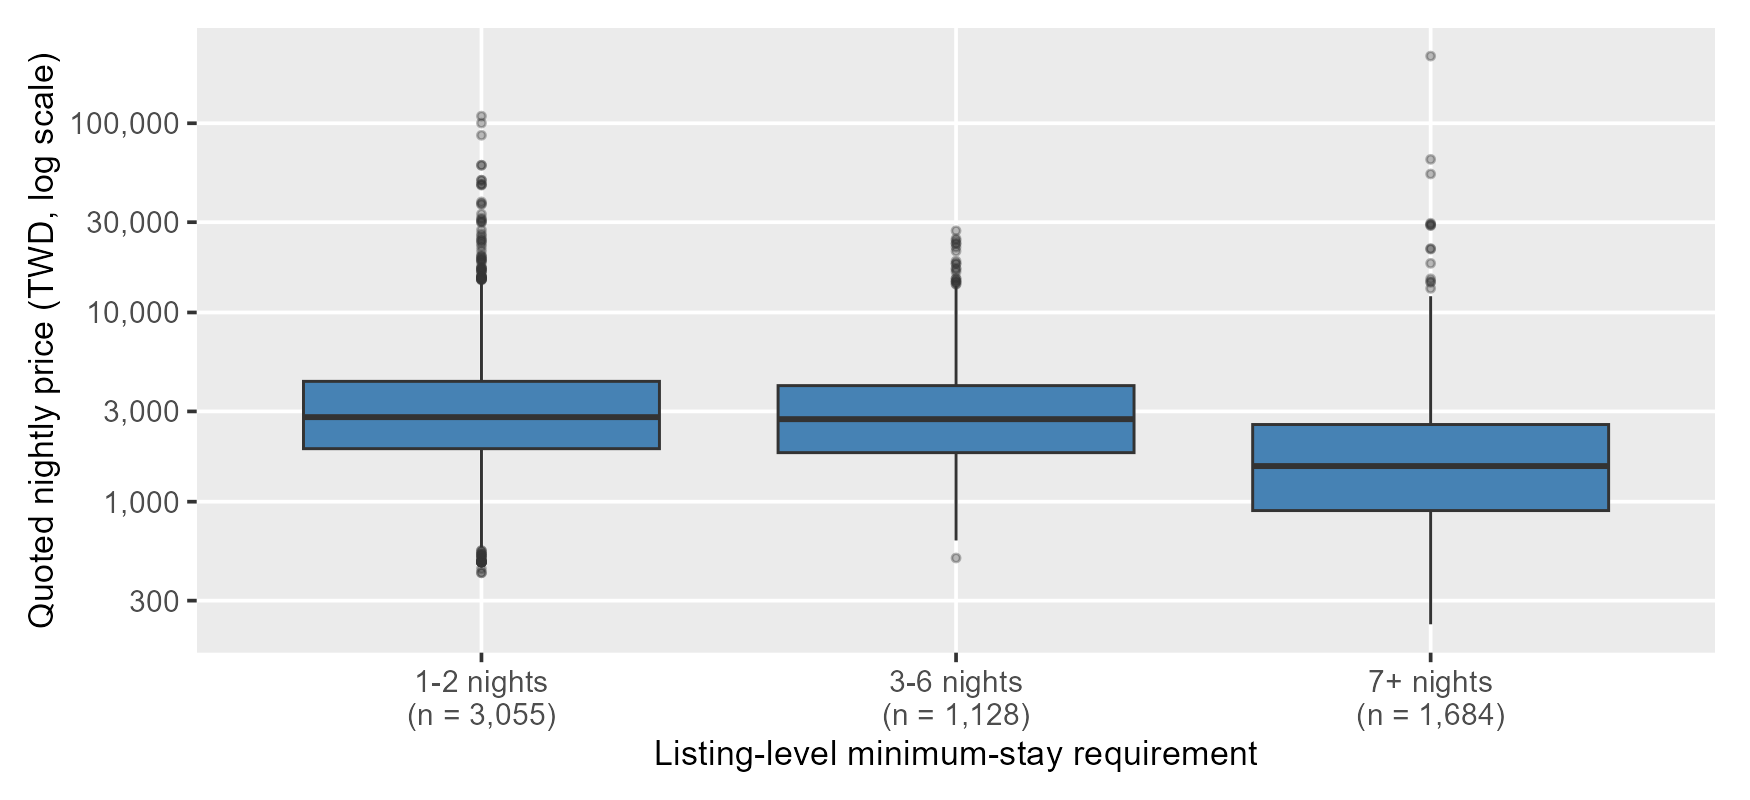 Quoted nightly price (TWD, log scale)
100,000
30,000
10,000
3,000
1,000
300
1-2 nights
(n = 3,055)
3-6 nights
(n = 1,128)
7+ nights
(n = 1,684)
Listing-level minimum-stay requirement